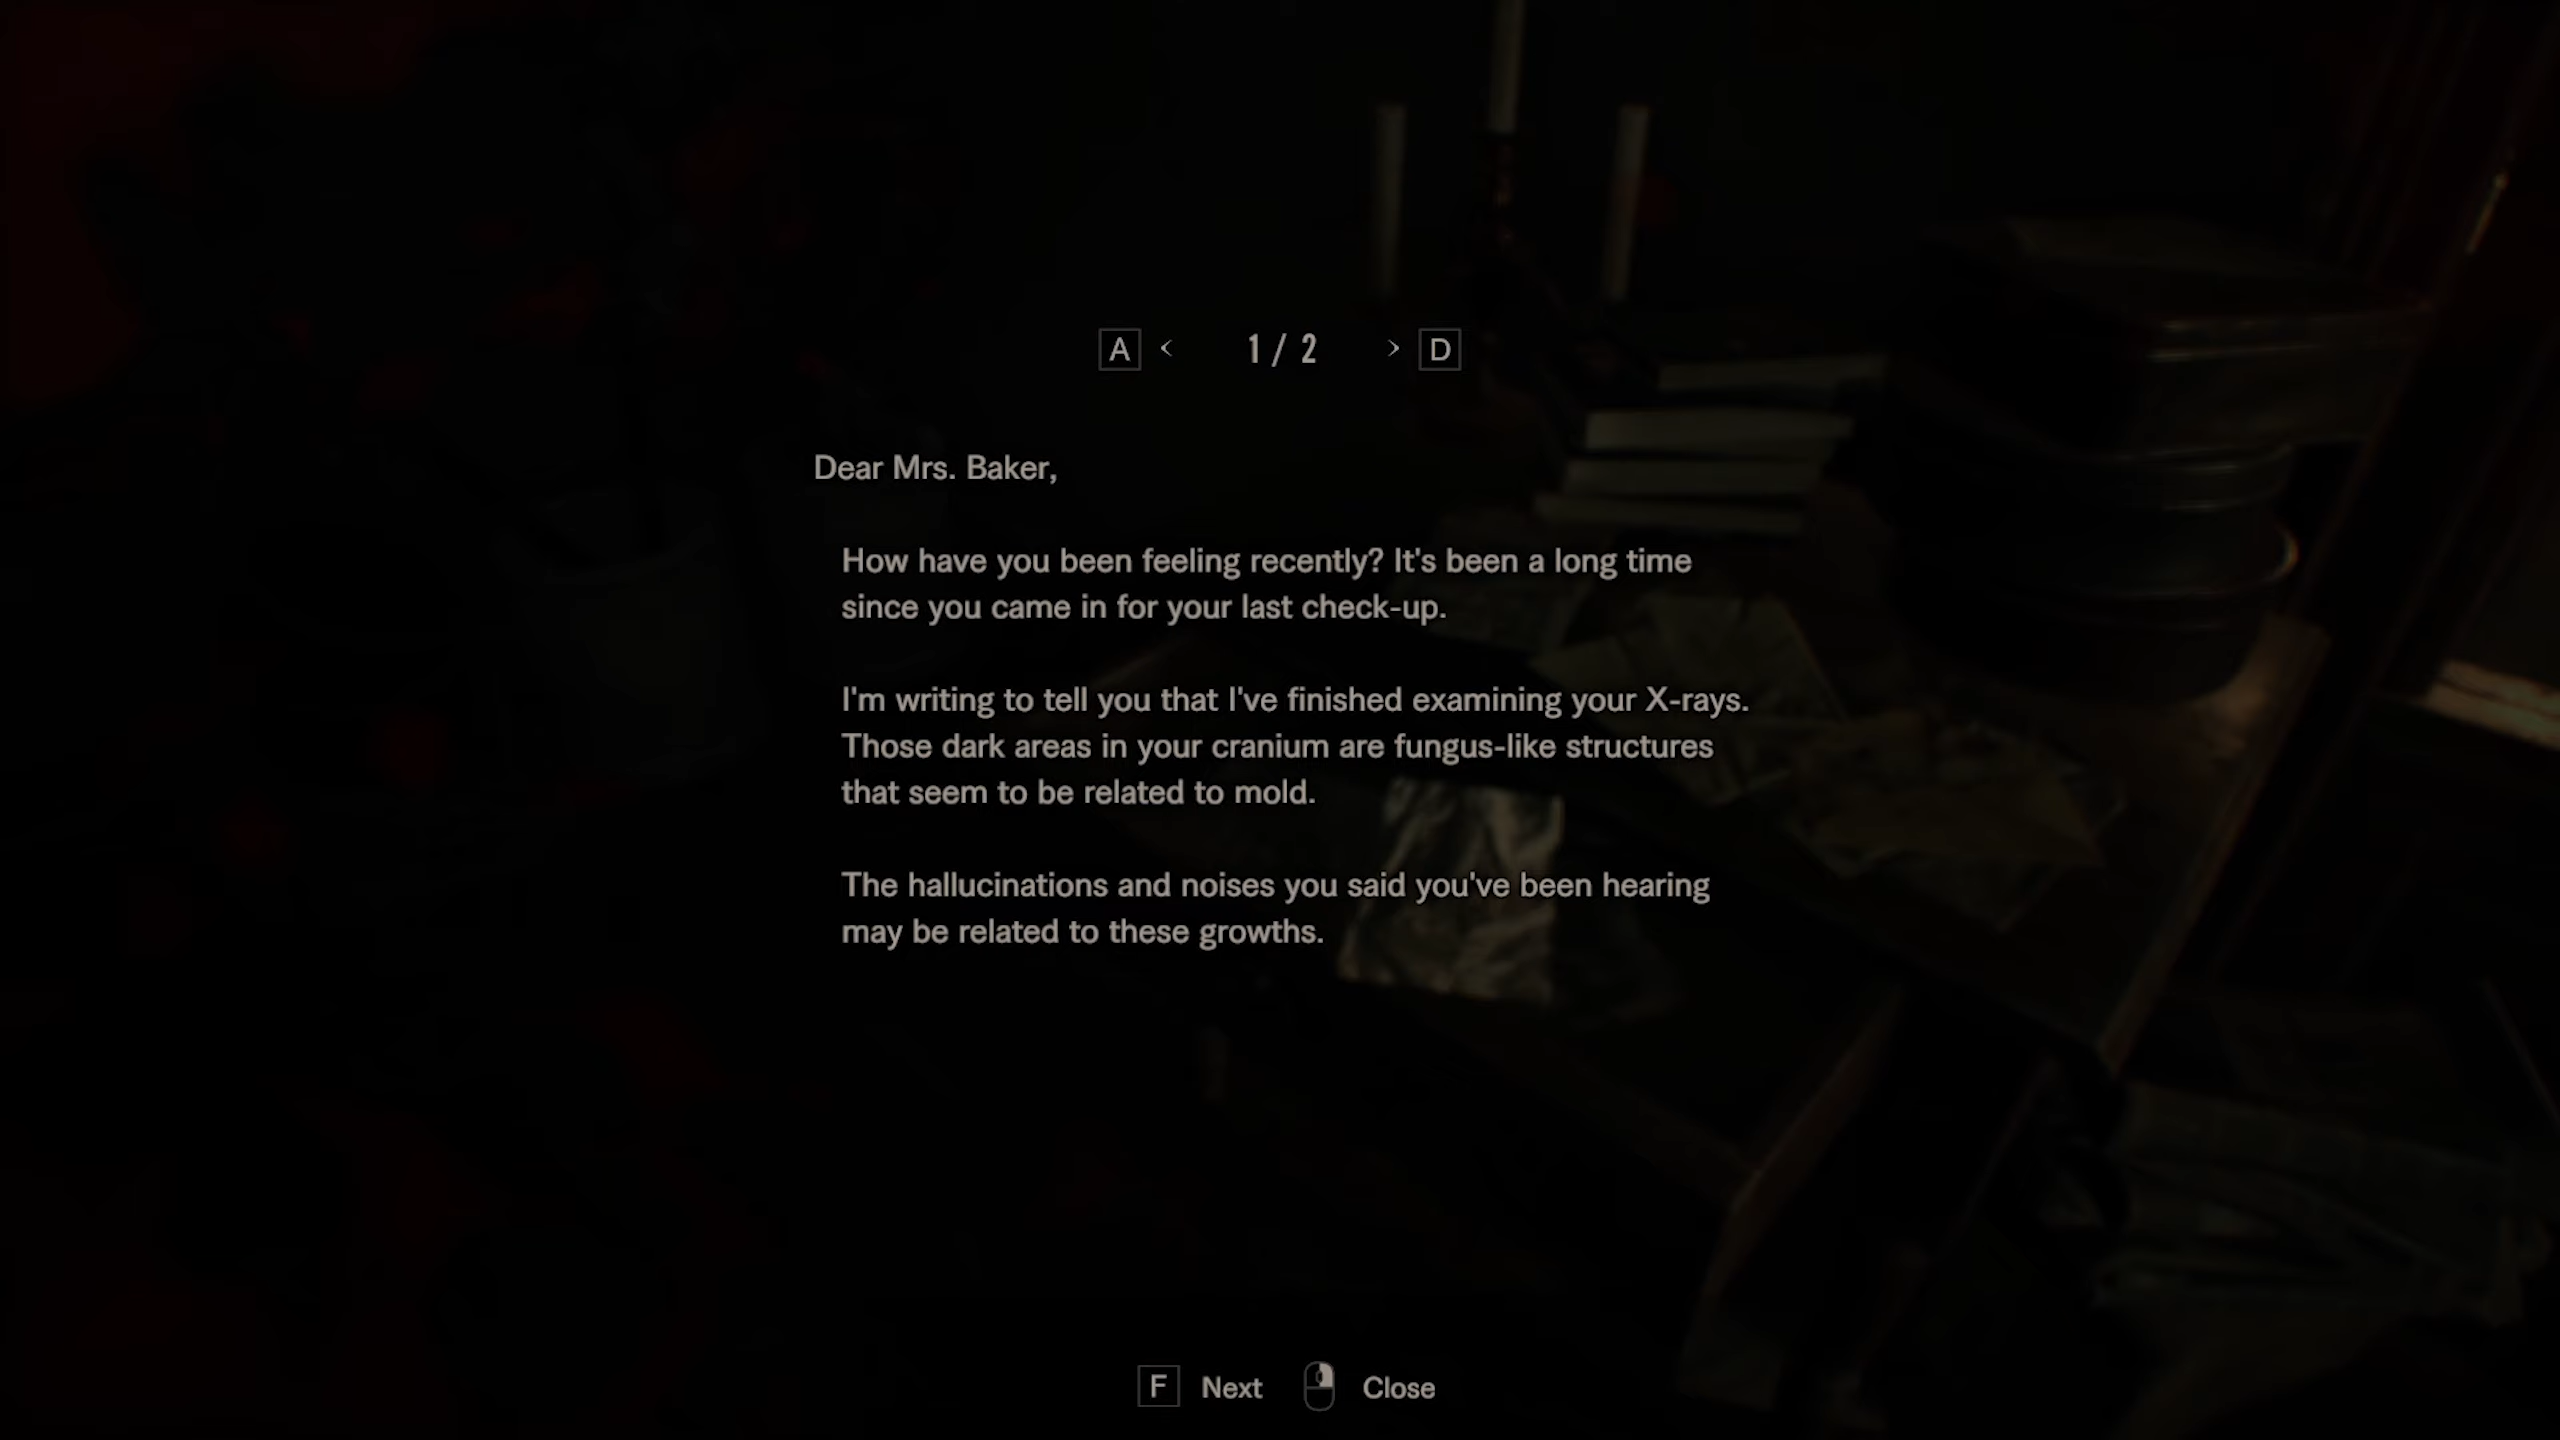 A < 1 / 2 > D
Dear Mrs. Baker,
How have you been feeling recently? It's been a long time
since you came in for your last check-up.
I'm writing to tell you that I've finished examining your X-rays.
Those dark areas in your cranium are fungus-like structures
that seem to be related to mold.
The hallucinations and noises you said you've been hearing
may be related to these growths.
F Next Close